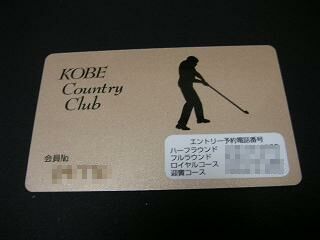 KOBE
Country
Club
会員No
エントリー予約電話番号
ハーフラウンド
フルラウンド
ロイヤルコース
迎賓コース